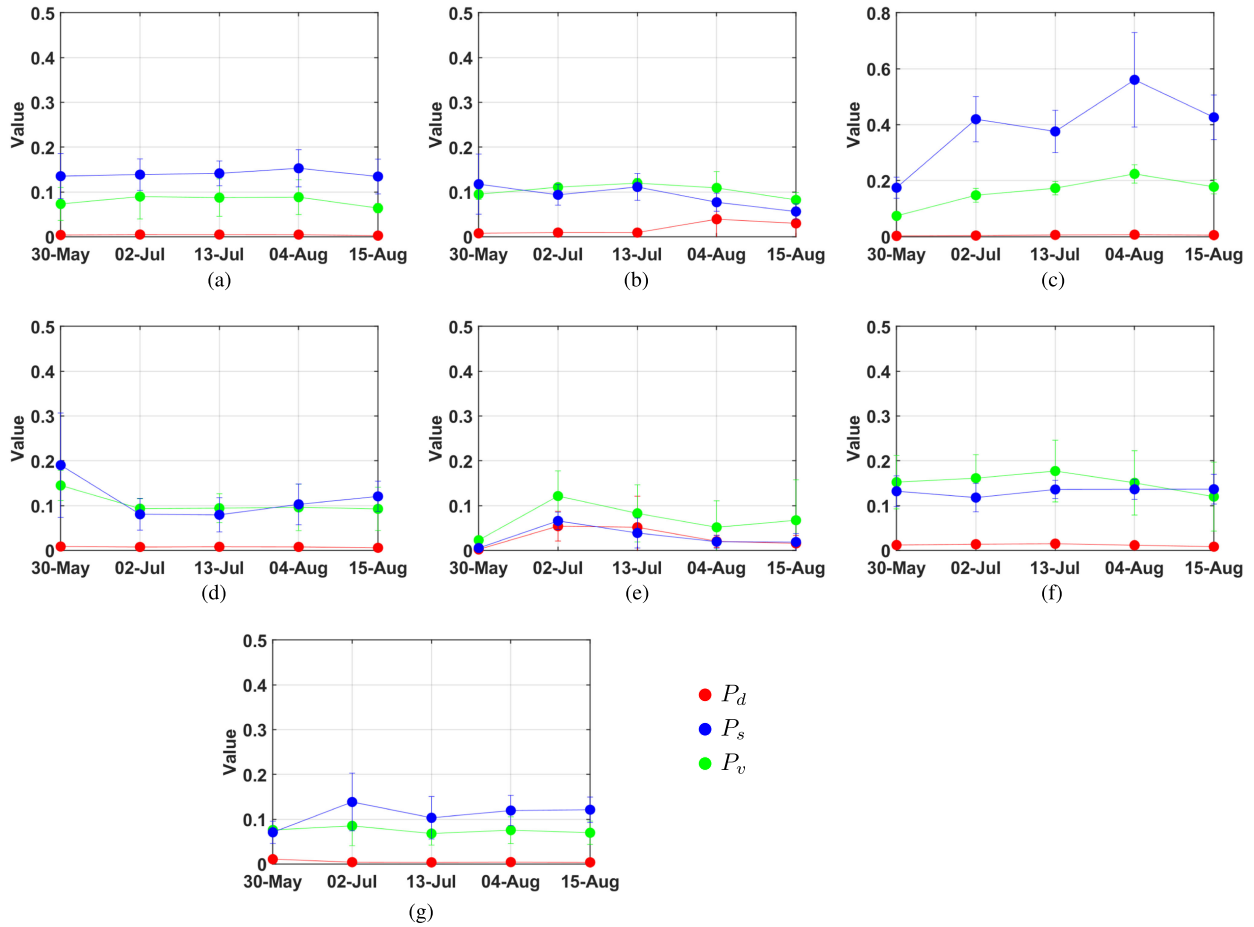 0.5 0.5 0.8
0.4 0.4
0.6
0.3 0.3
Value Value Value
0.4
0.2 0.2
0.2
0.1 0.1
0 0 0
30-May 02-Jul 13-Jul 04-Aug 15-Aug 30-May 02-Jul 13-Jul 04-Aug 15-Aug 30-May 02-Jul 13-Jul 04-Aug 15-Aug
(a) (b) (c)
0.5 0.5 0.5
0.4 0.4 0.4
0.3 0.3 0.3
Value Value Value
0.2 0.2 0.2
0.1 0.1 0.1
0 0 0
30-May 02-Jul 13-Jul 04-Aug 15-Aug 30-May 02-Jul 13-Jul 04-Aug 15-Aug 30-May 02-Jul 13-Jul 04-Aug 15-Aug
(d) (e) (f)
0.5
0.4
0.3
Value
0.2
0.1
0
30-May 02-Jul 13-Jul 04-Aug 15-Aug
(g)
P_d
P_s
P_v